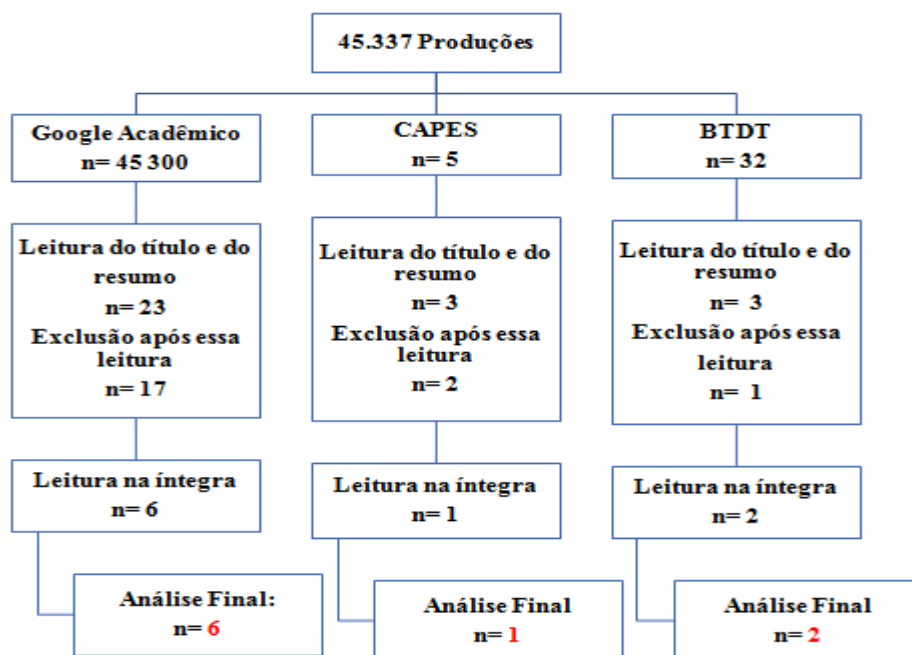 45.337 Produções
Google Acadêmico
n= 45 300
CAPES
n= 5
BTDT
n= 32
Leitura do título e do
resumo
n= 23
Exclusão após essa
leitura
n= 17
Leitura do título e do
resumo
n= 3
Exclusão após essa
leitura
n= 2
Leitura do título e do
resumo
n= 3
Exclusão após essa
leitura
n= 1
Leitura na íntegra
n= 6
Leitura na íntegra
n= 1
Leitura na íntegra
n= 2
Análise Final:
n= 6
Análise Final
n= 1
Análise Final
n= 2